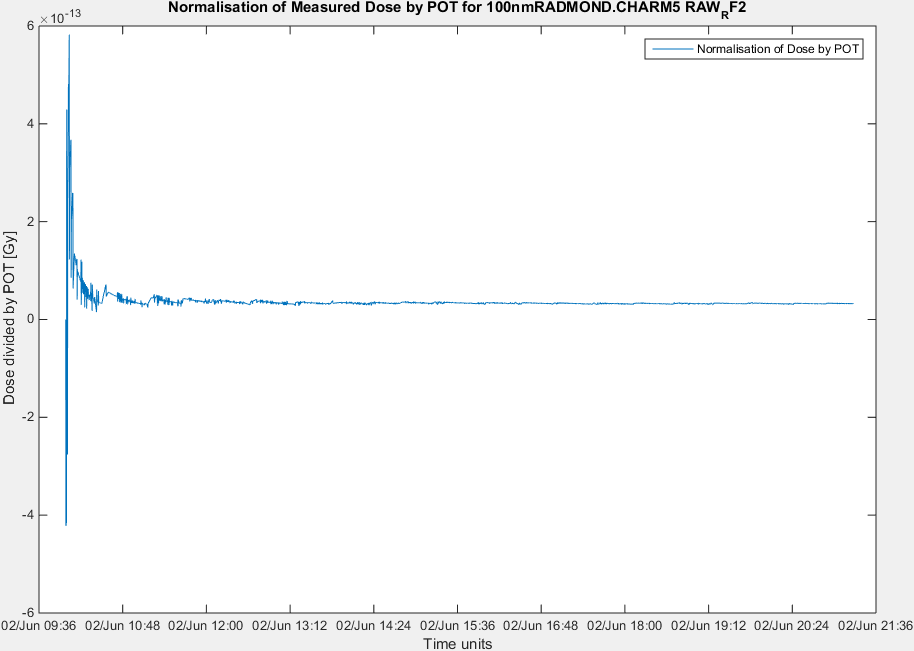 Normalisation of Measured Dose by POT for 100nmRADMOND.CHARM5 RAW_RF2
×10-13
Normalisation of Dose by POT
6
4
2
0
-2
-4
-6
Dose divided by POT [Gy]
02/Jun 09:36 02/Jun 10:48 02/Jun 12:00 02/Jun 13:12 02/Jun 14:24 02/Jun 15:36 02/Jun 16:48 02/Jun 18:00 02/Jun 19:12 02/Jun 20:24 02/Jun 21:36
Time units